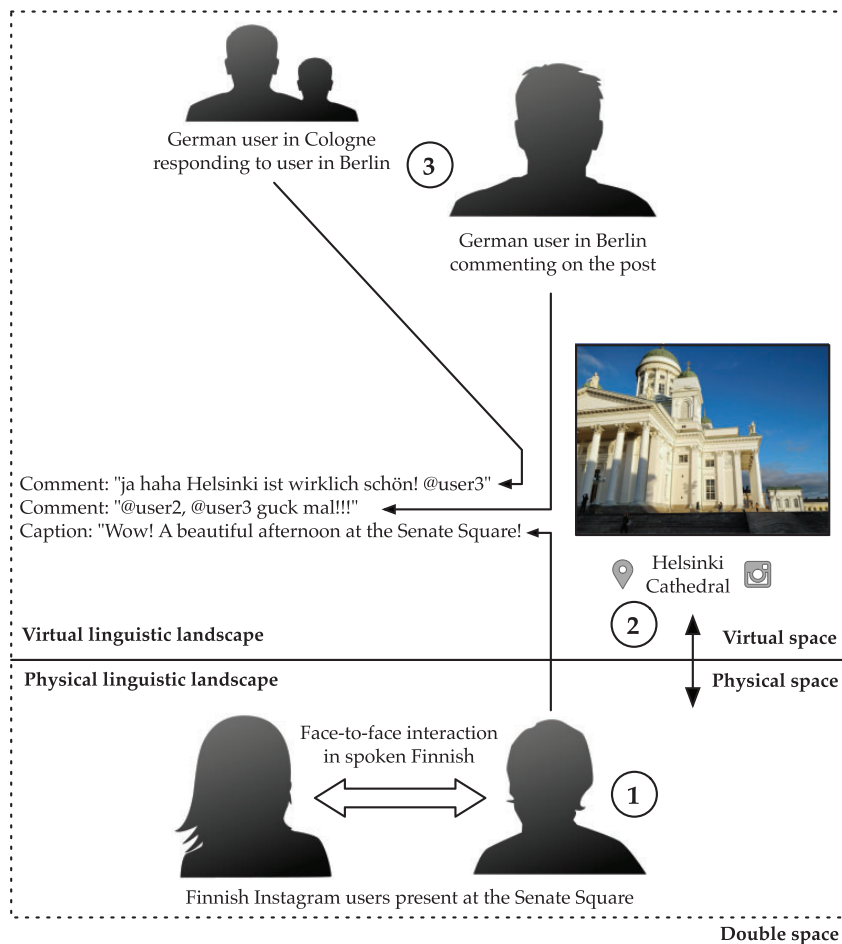 German user in Cologne
responding to user in Berlin
3
German user in Berlin
commenting on the post
Comment: "ja haha Helsinki ist wirklich schön! @user3"
Comment: "@user2, @user3 guck mal!!!"
Caption: "Wow! A beautiful afternoon at the Senate Square!
Helsinki
Cathedral
2
Virtual linguistic landscape
Virtual space
Physical linguistic landscape
Physical space
Face-to-face interaction
in spoken Finnish
1
Finnish Instagram users present at the Senate Square
Double space